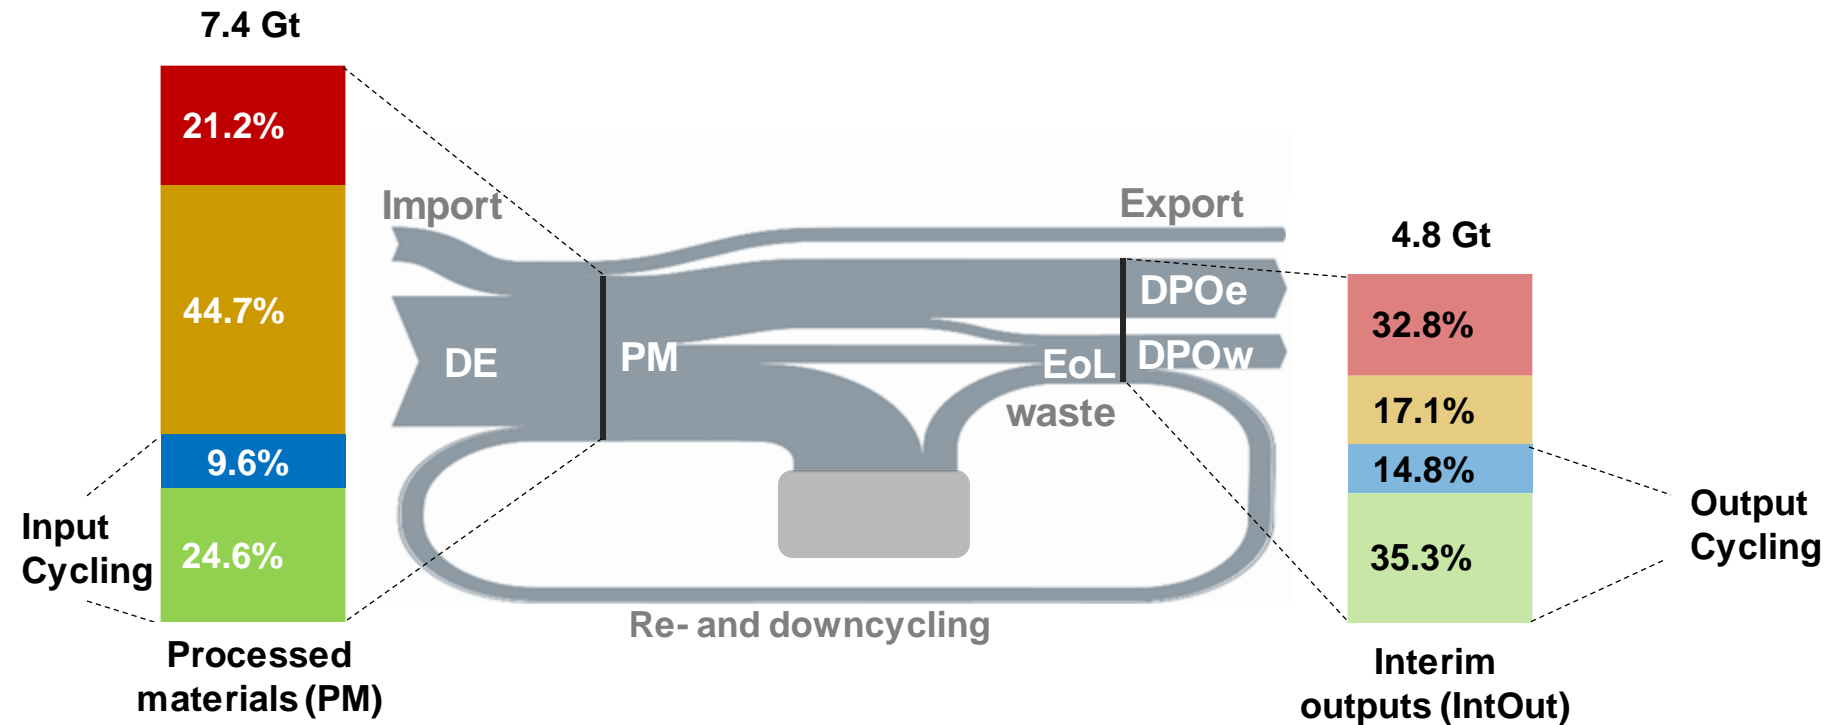 7.4 Gt
21.2%
44.7%
9.6%
24.6%
Input
Cycling
Processed
materials (PM)
Import
DE
PM
Export
DPOe
DPOw
EoL
waste
Re- and downcycling
4.8 Gt
32.8%
17.1%
14.8%
35.3%
Output
Cycling
Interim
outputs (IntOut)